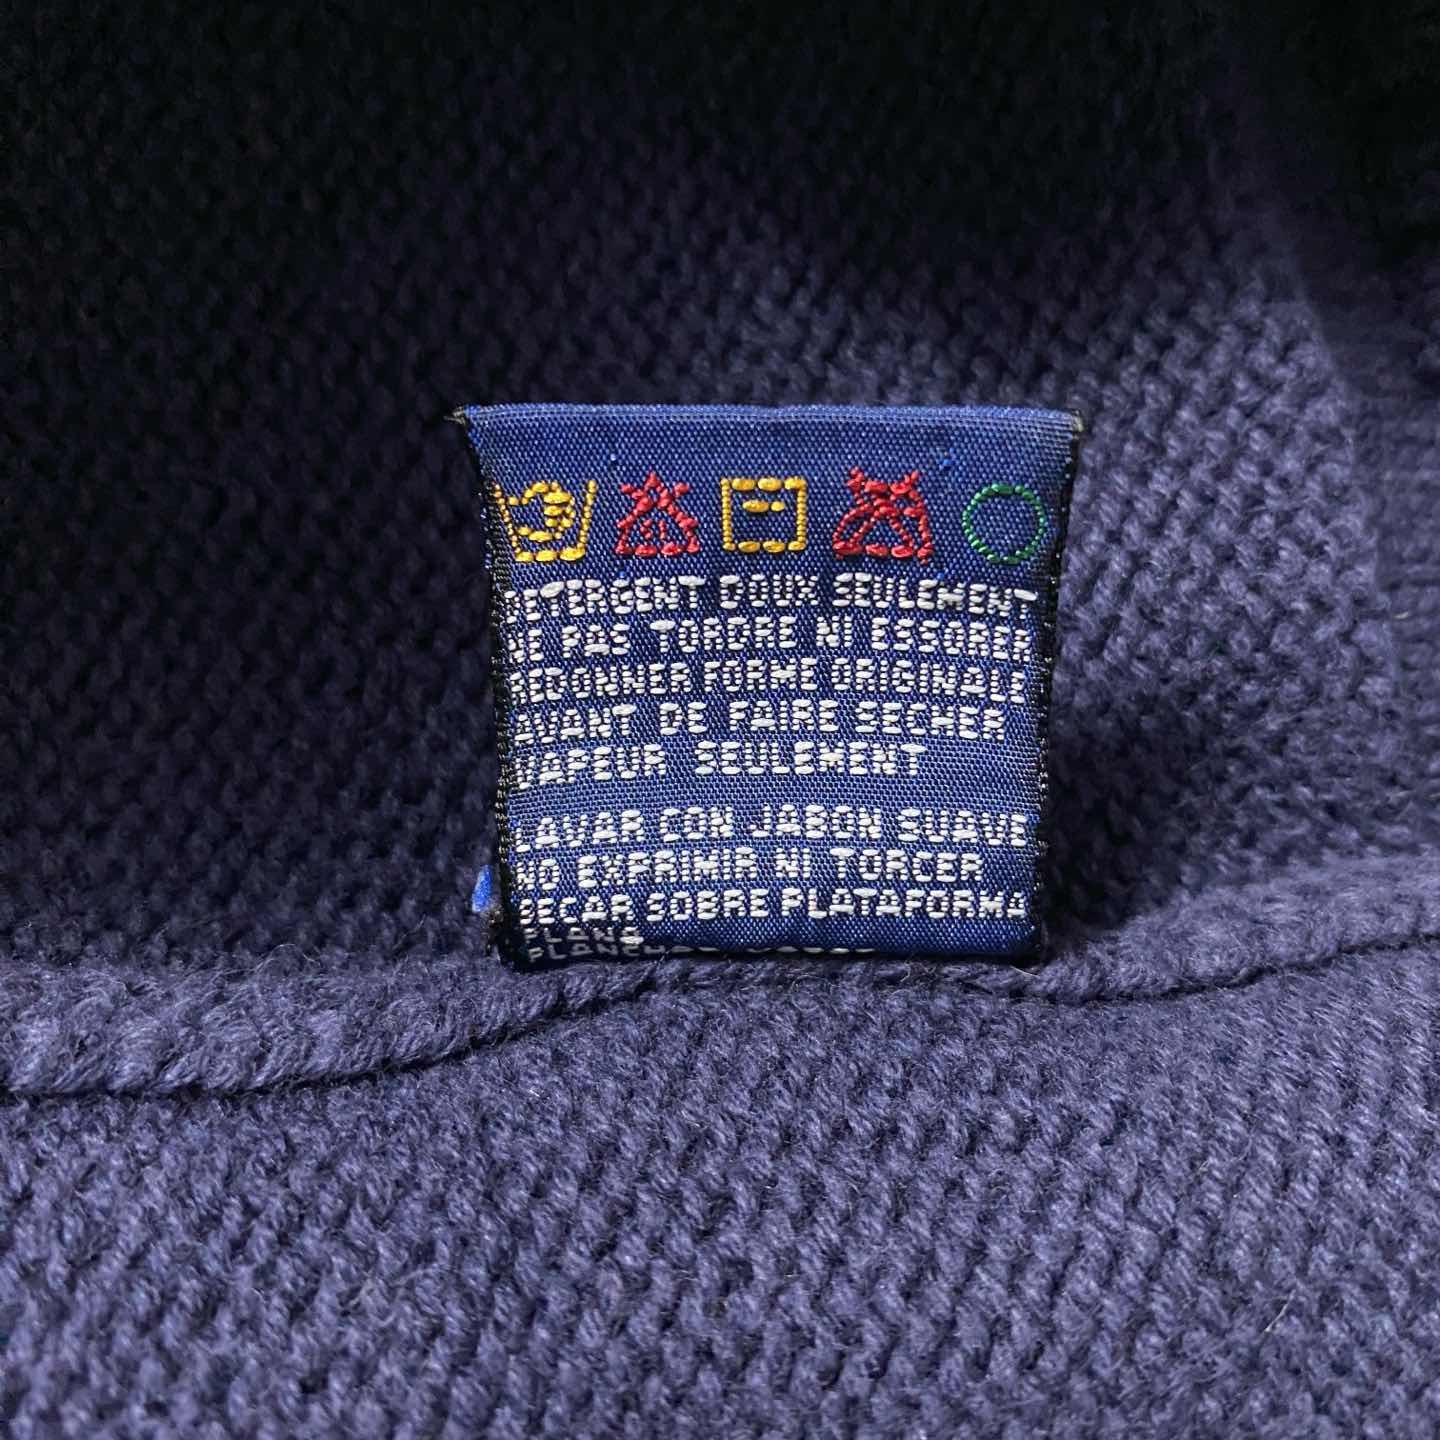 DETERGENT DOUX SEULEMENT
NE PAS TORDRE NI ESSORER
REDONNER FORME ORIGINALE
AVANT DE FAIRE SECHER
VAPEUR SEULEMENT
LAVAR CON JABON SUAVE
NO EXPRIMIR NI TORCER
SECAR SOBRE PLATAFORMA
PLANA